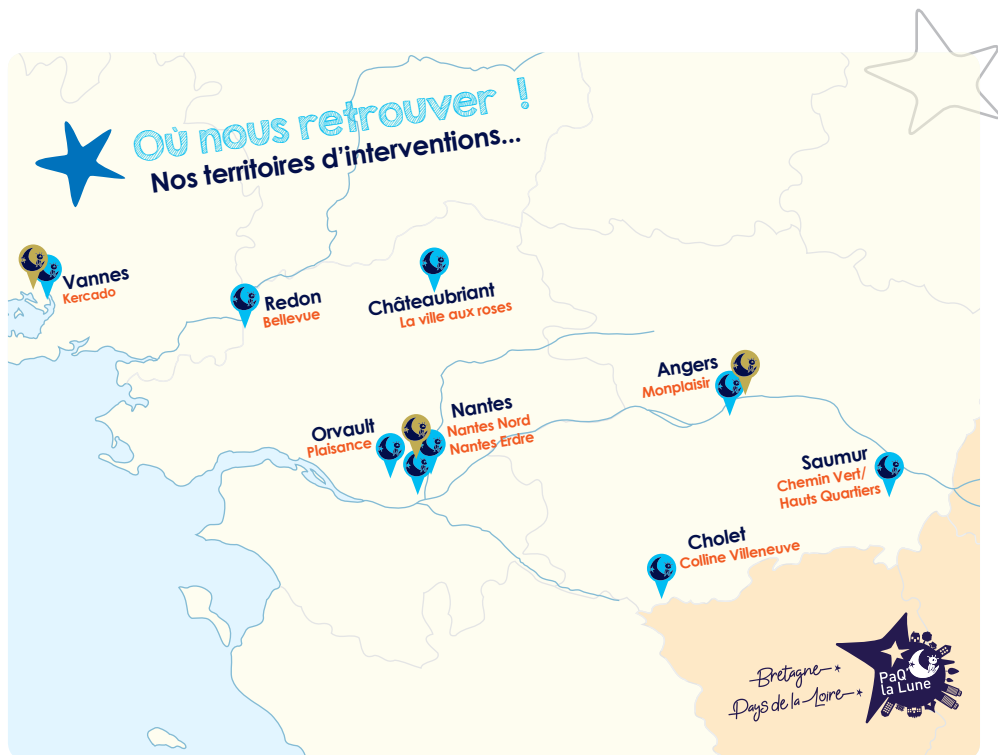 Où nous retrouver !
Nos territoires d'interventions...
Vannes
Kercado
Redon
Bellevue
Châteaubriant
La ville aux roses
Angers
Monplaisir
Nantes
Nantes Nord
Nantes Erdre
Orvault
Plaisance
Saumur
Chemin Vert/
Hauts Quartiers
Cholet
Colline Villeneuve
Bretagne
Pays de la Loire
PaQ'
la Lune